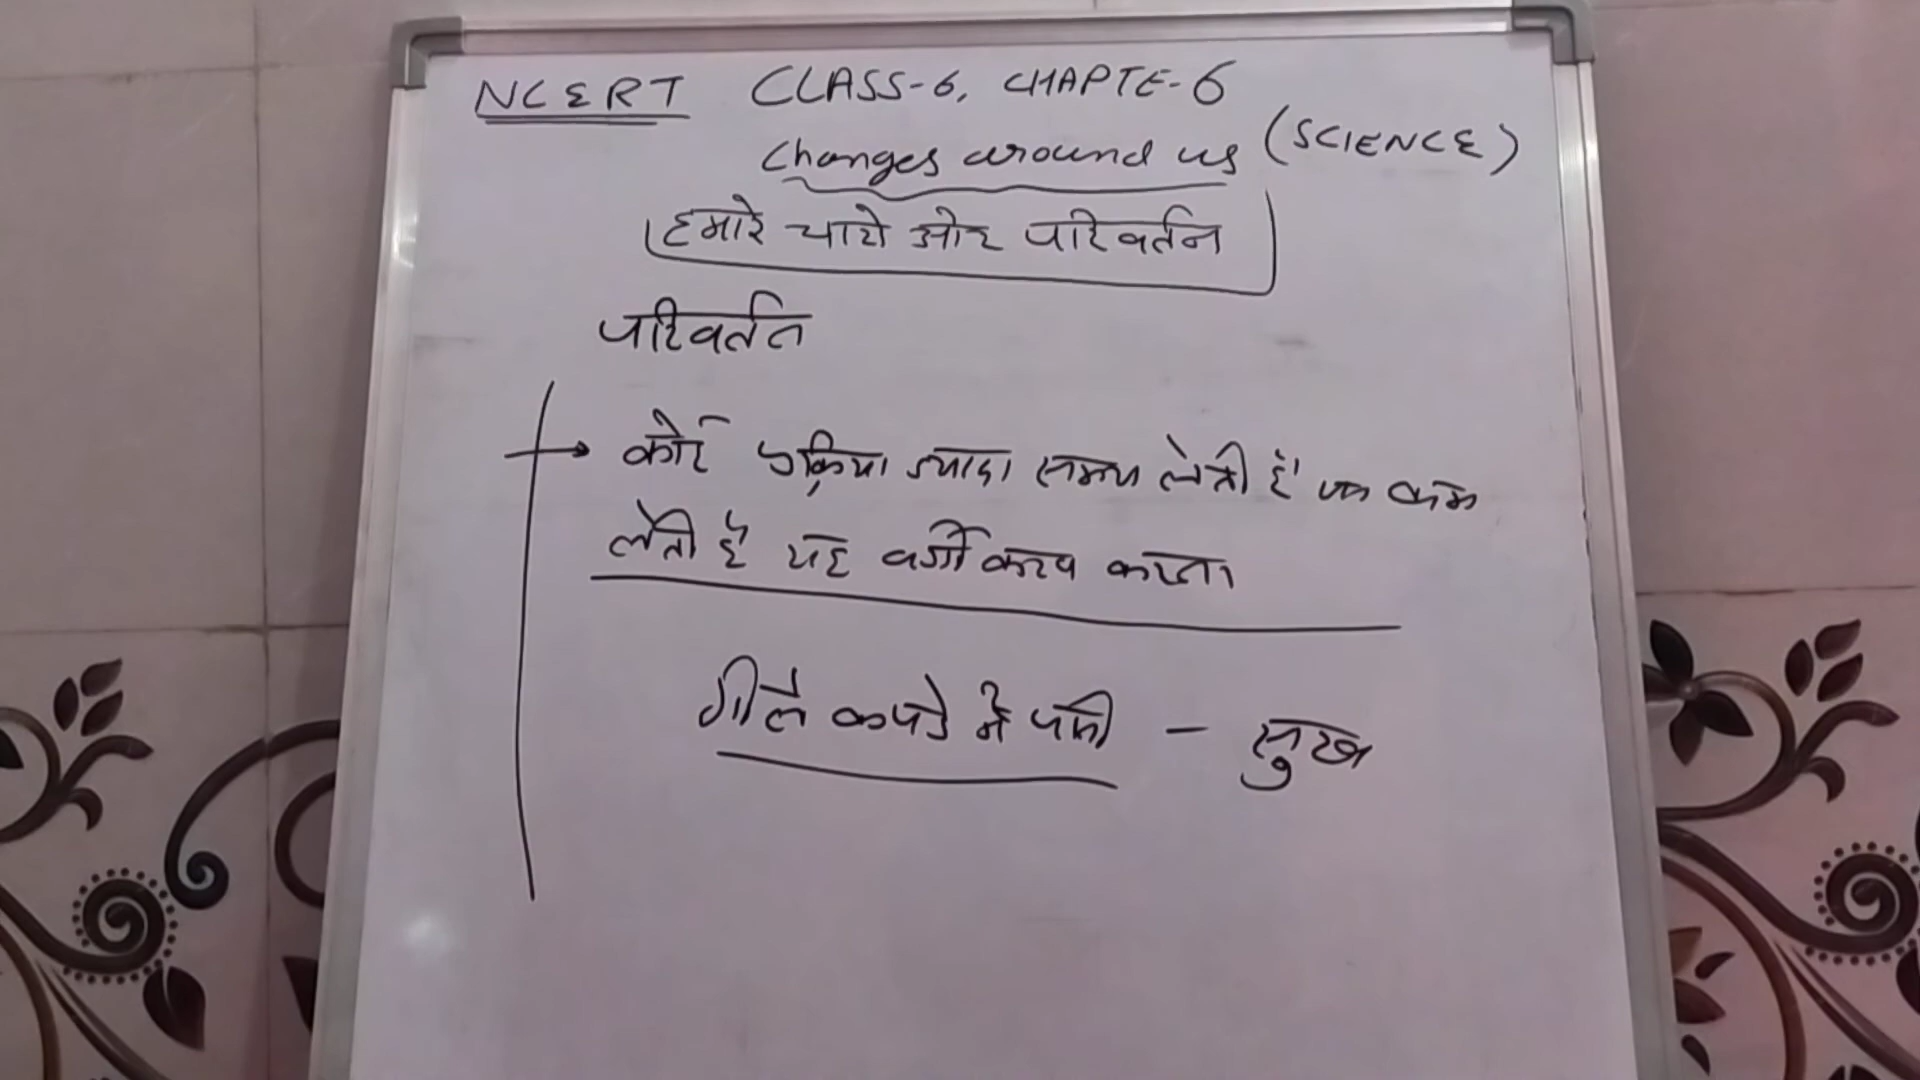 NCERT CLASS-6, CHAPTE-6
Changes around us (SCIENCE)
हमारे चारो ओर परिवर्तन
परिवर्तन
→ कोई प्रक्रिया ज्यादा समय लेती है या कम
लेती है यह वर्गीकरण करना
गीले कपड़े में पानी - सुख